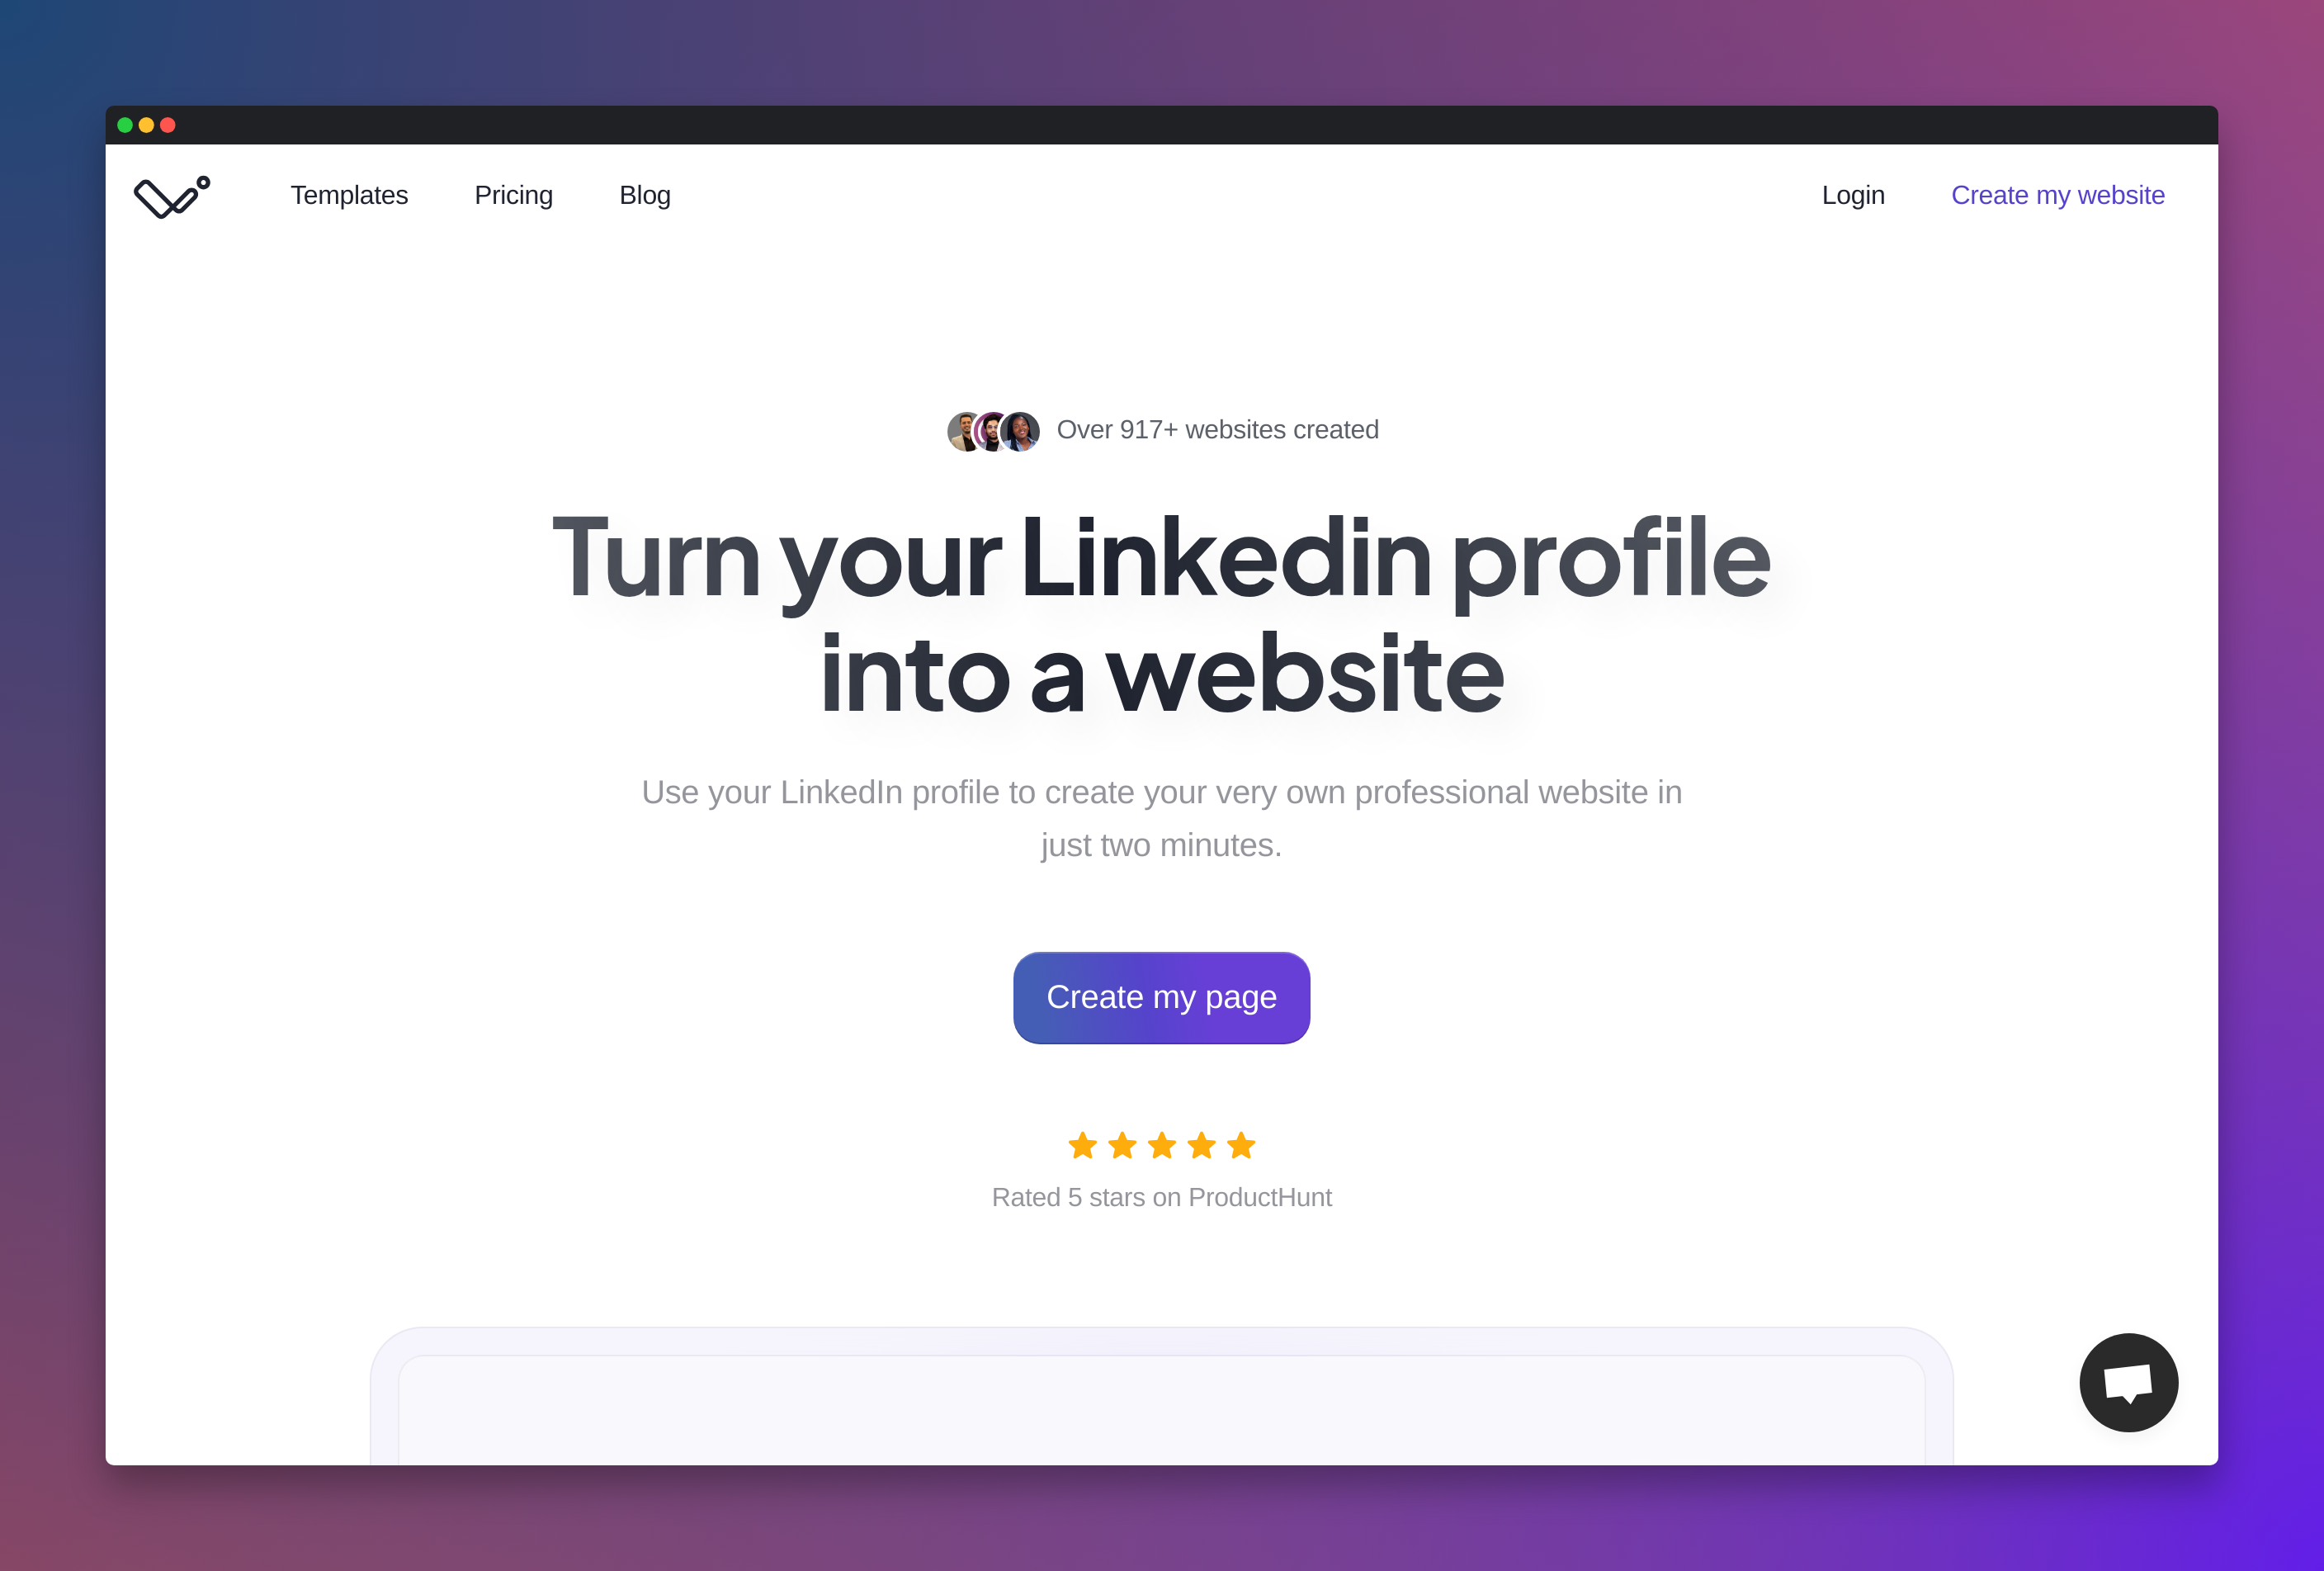 Templates
Pricing
Blog
Login
Create my website
Over 917+ websites created
Turn your Linkedin profile
into a website
Use your LinkedIn profile to create your very own professional website in
just two minutes.
Create my page
Rated 5 stars on ProductHunt